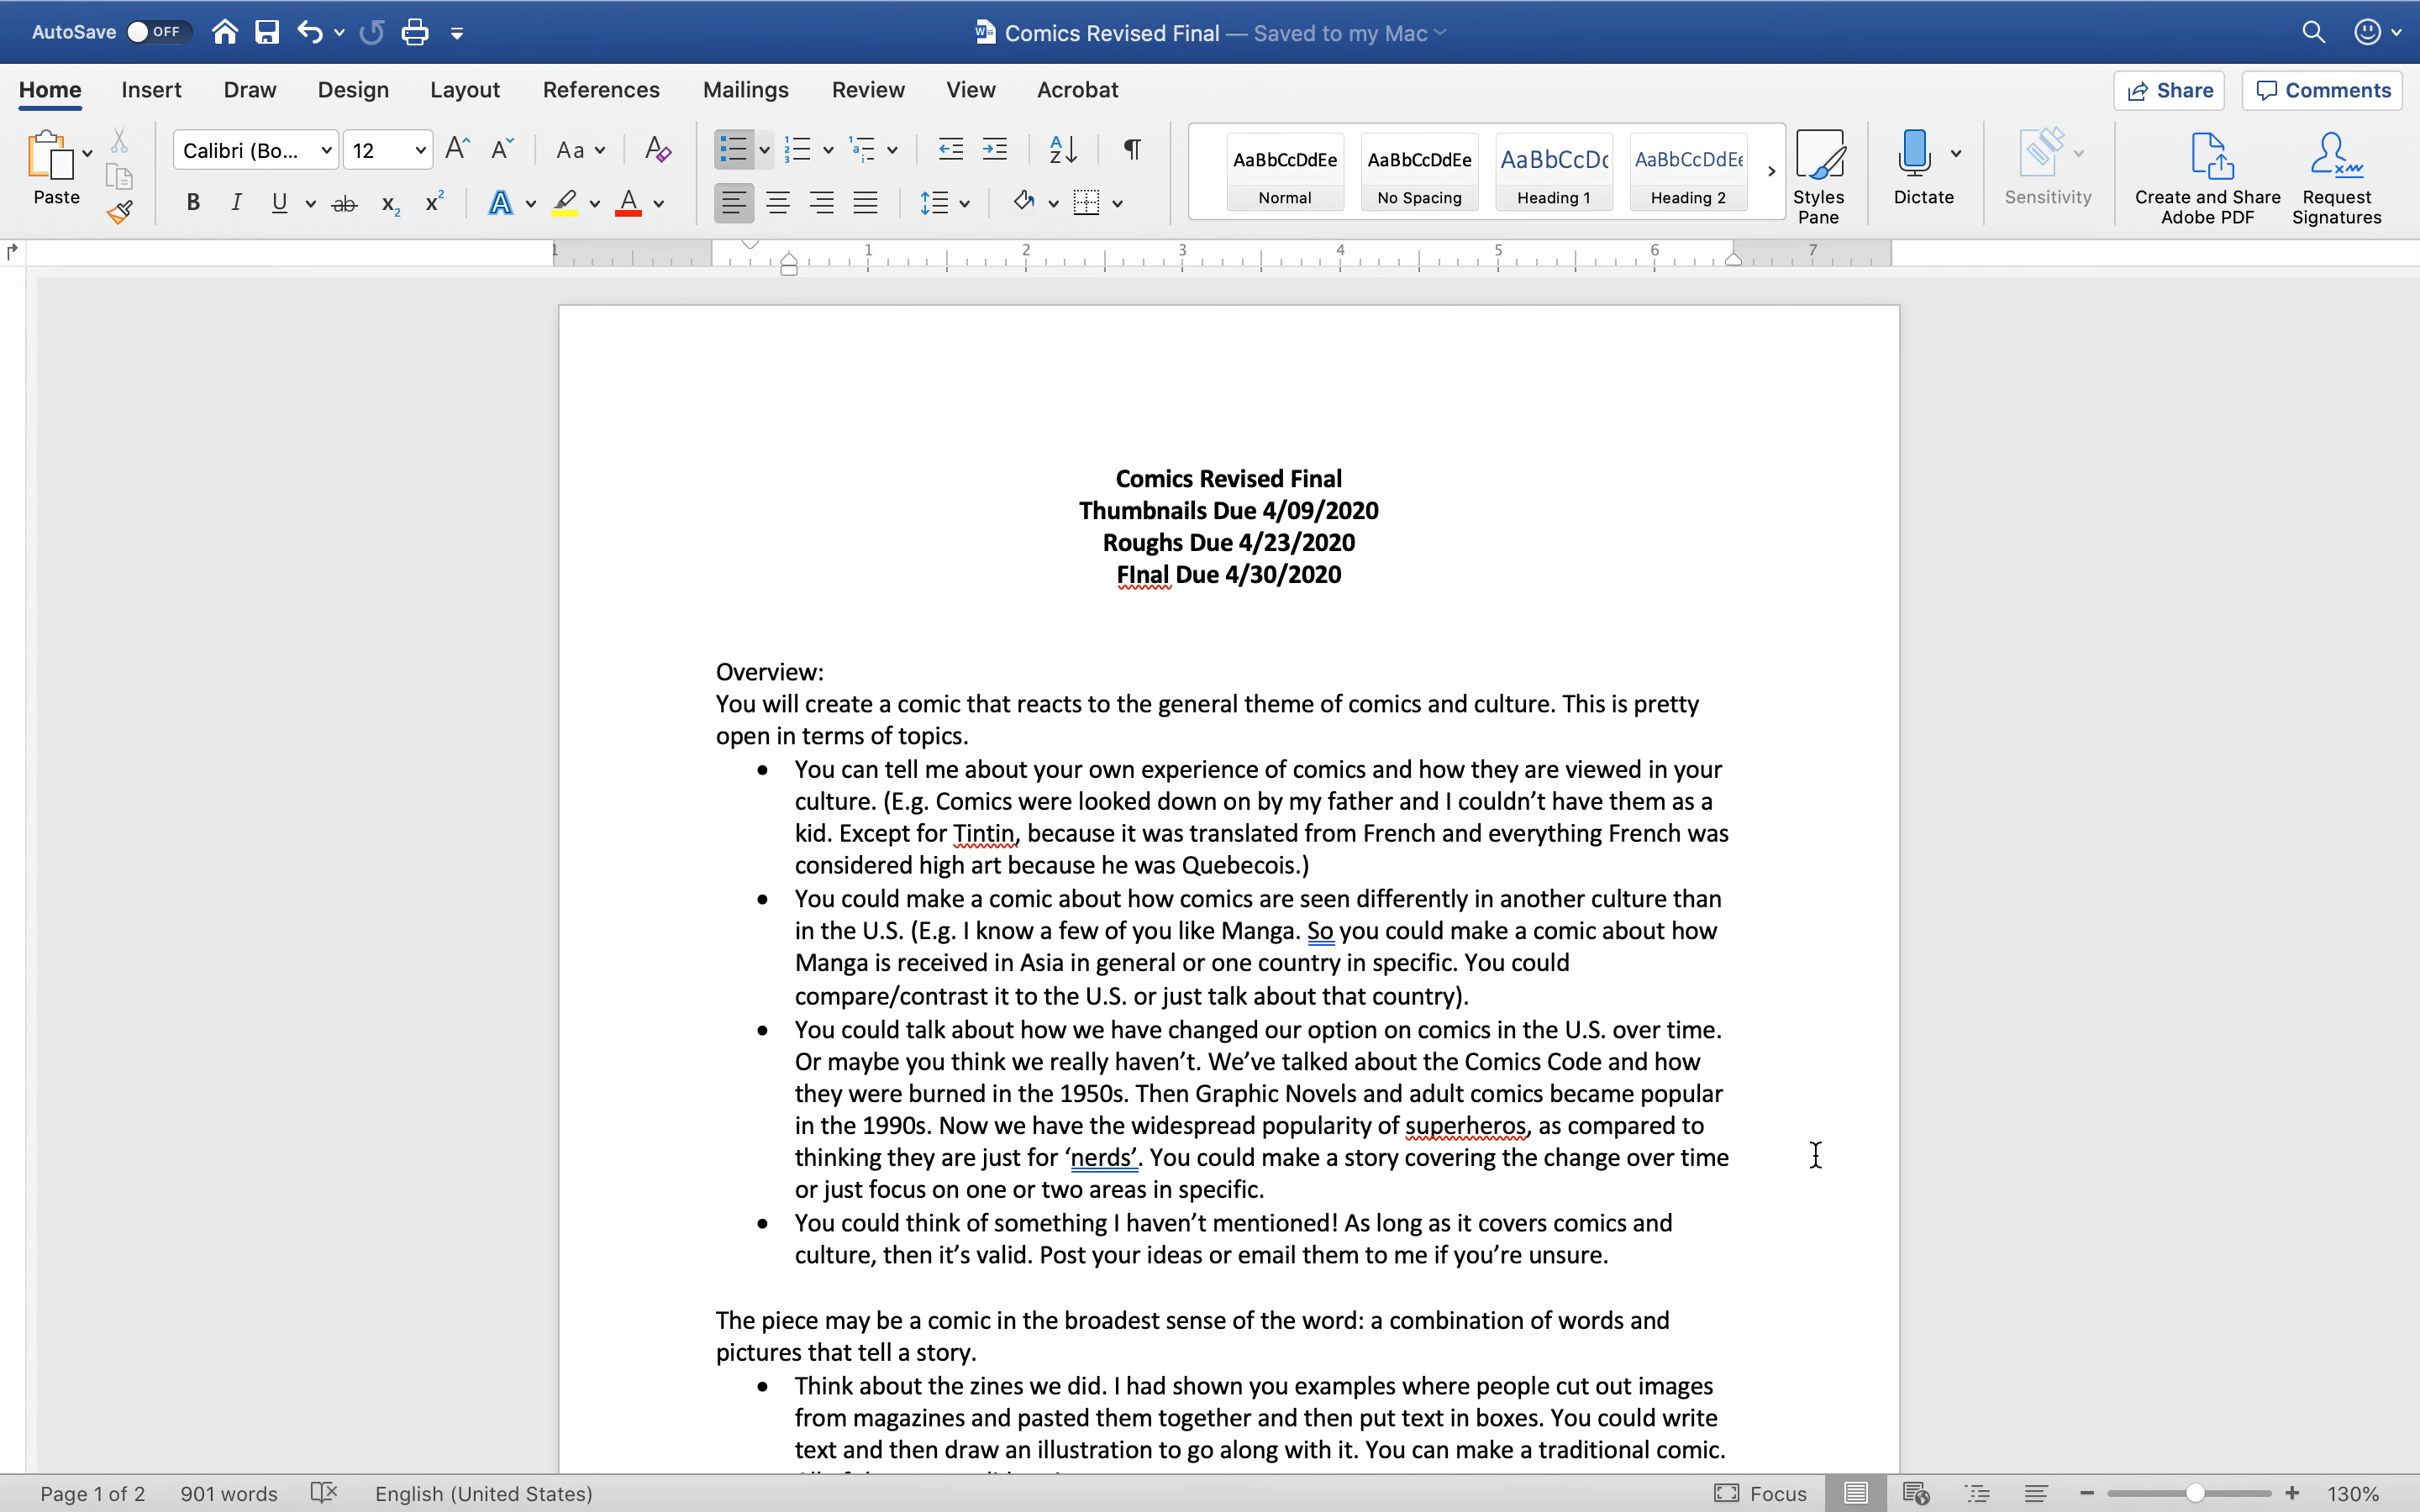 AutoSave OFF
Comics Revised Final — Saved to my Mac
Home Insert Draw Design Layout References Mailings Review View Acrobat Share Comments
Paste
Calibri (Bo... 12 Aa
AaBbCcDdEe AaBbCcDdEe AaBbCcDc AaBbCcDdEe
Normal No Spacing Heading 1 Heading 2
Styles Pane
Dictate
Sensitivity
Create and Share Adobe PDF
Request Signatures
1 1 2 3 4 5 6 7
Comics Revised Final
Thumbnails Due 4/09/2020
Roughs Due 4/23/2020
FInal Due 4/30/2020
Overview:
You will create a comic that reacts to the general theme of comics and culture. This is pretty
open in terms of topics.
• You can tell me about your own experience of comics and how they are viewed in your
culture. (E.g. Comics were looked down on by my father and I couldn’t have them as a
kid. Except for Tintin, because it was translated from French and everything French was
considered high art because he was Quebecois.)
• You could make a comic about how comics are seen differently in another culture than
in the U.S. (E.g. I know a few of you like Manga. So you could make a comic about how
Manga is received in Asia in general or one country in specific. You could
compare/contrast it to the U.S. or just talk about that country).
• You could talk about how we have changed our option on comics in the U.S. over time.
Or maybe you think we really haven’t. We’ve talked about the Comics Code and how
they were burned in the 1950s. Then Graphic Novels and adult comics became popular
in the 1990s. Now we have the widespread popularity of superheros, as compared to
thinking they are just for ‘nerds’. You could make a story covering the change over time
or just focus on one or two areas in specific.
• You could think of something I haven’t mentioned! As long as it covers comics and
culture, then it’s valid. Post your ideas or email them to me if you’re unsure.
The piece may be a comic in the broadest sense of the word: a combination of words and
pictures that tell a story.
• Think about the zines we did. I had shown you examples where people cut out images
from magazines and pasted them together and then put text in boxes. You could write
text and then draw an illustration to go along with it. You can make a traditional comic.
Page 1 of 2 901 words English (United States) Focus 130%